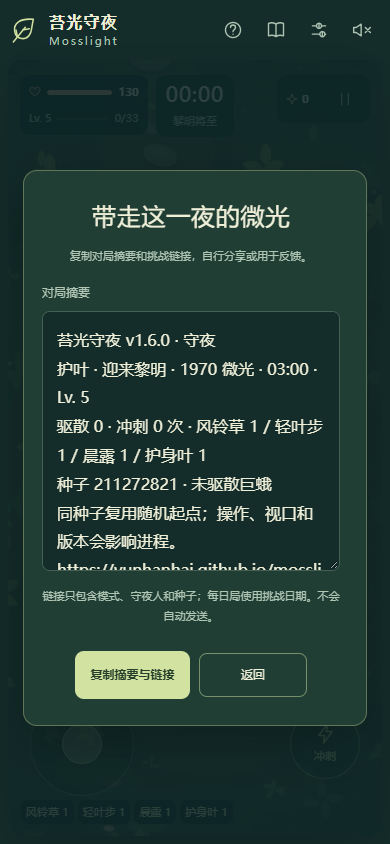 苔光守夜
Mosslight
130
00:00
0
Lv. 5
0/33
黎明将至
带走这一夜的微光
复制对局摘要和挑战链接，自行分享或用于反馈。
对局摘要
苔光守夜 v1.6.0 · 守夜
护叶 · 迎来黎明 · 1970 微光 · 03:00 ·
Lv. 5
驱散 0 · 冲刺 0 次 · 风铃草 1 / 轻叶步
1 / 晨露 1 / 护身叶 1
种子 211272821 · 未驱散巨蛾
同种子复用随机起点；操作、视口和
版本会影响进程。
https://yunhanhai.github.io/mossli
链接只包含模式、守夜人和种子；每日局使用挑战日期。不会
自动发送。
复制摘要与链接
返回
冲刺
风铃草 1
轻叶步 1
晨露 1
护身叶 1